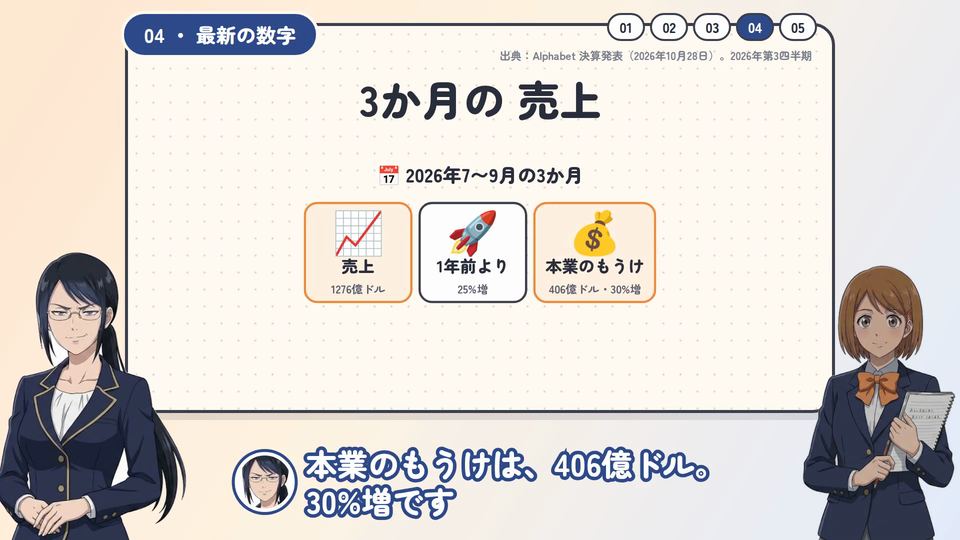 04 ・ 最新の数字
01 02 03 04 05
出典：Alphabet 決算発表（2026年10月28日）。2026年第3四半期
3か月の 売上
July 17 2026年7〜9月の3か月
売上
1276億ドル
1年前より
25%増
本業のもうけ
406億ドル・30%増
本業のもうけは、406億ドル。
30%増です